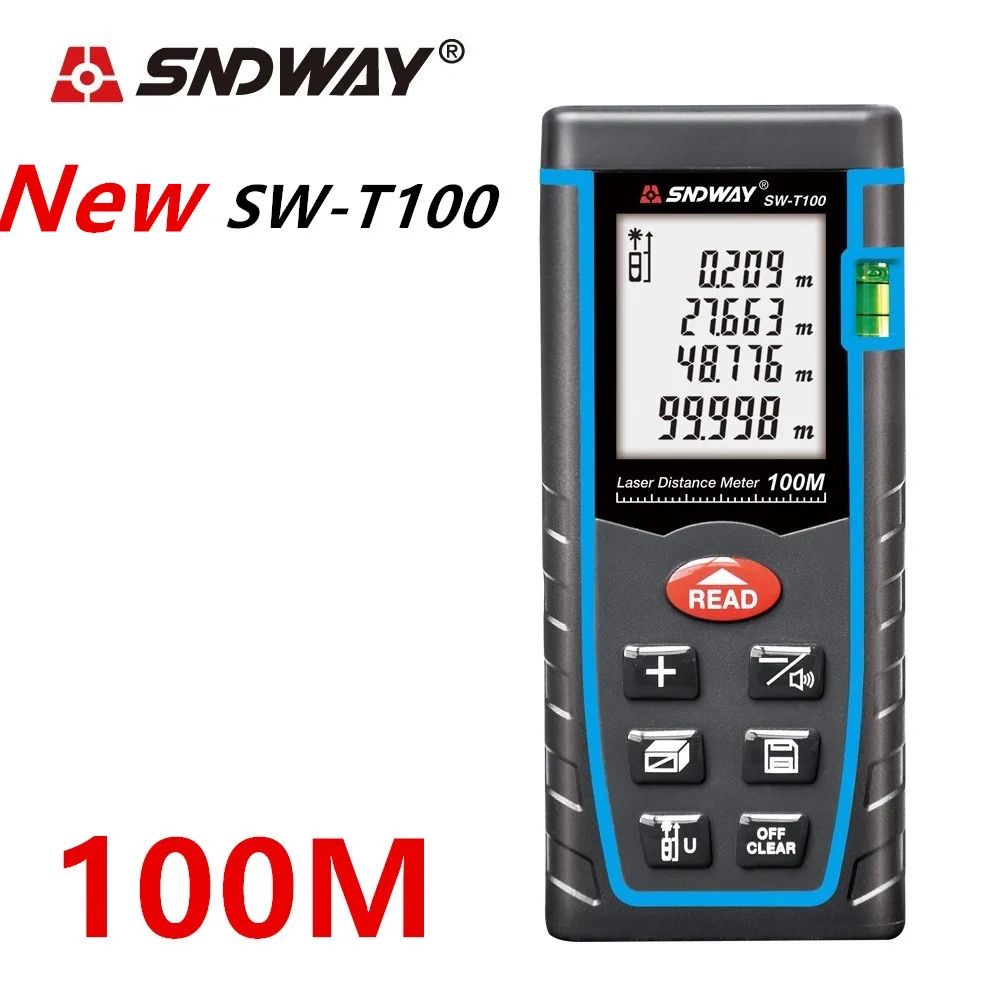 SNDWAY®
New SW-T100
SNDWAY®
SW-T100
0.209 m
27.663 m
48.776 m
99.998 m
Laser Distance Meter 100M
READ
U
OFF
CLEAR
100M